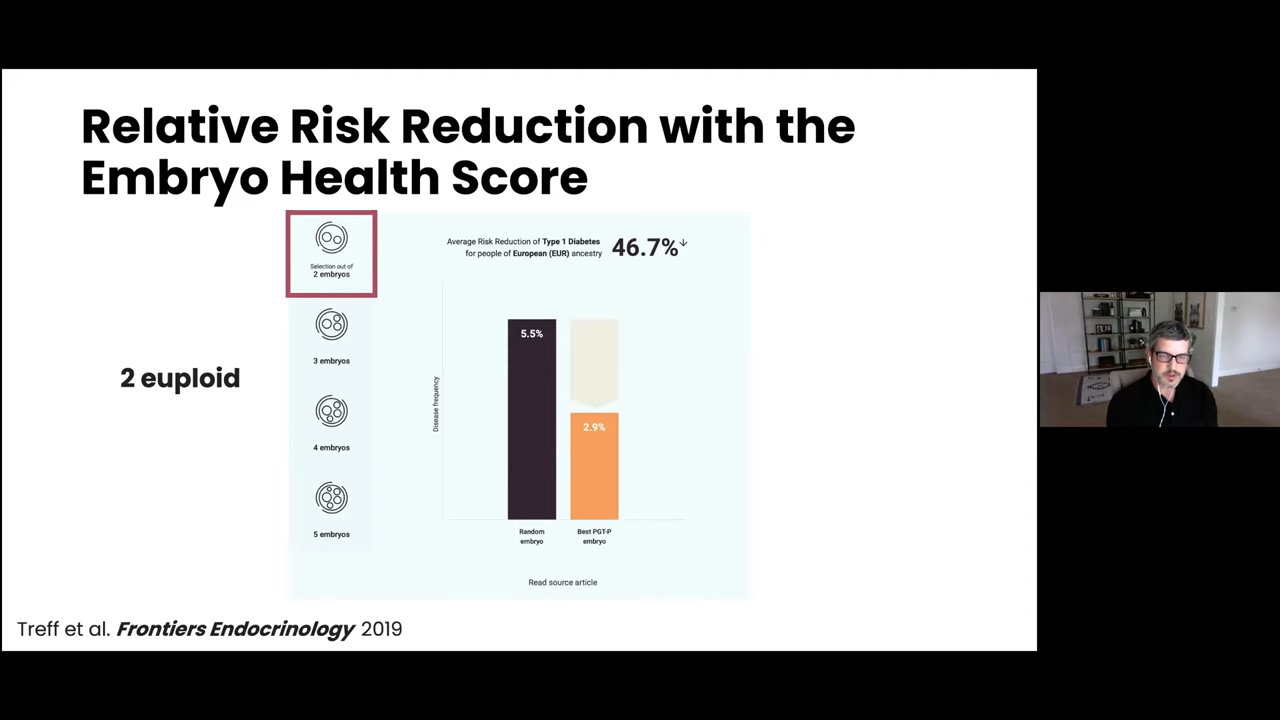 Relative Risk Reduction with the
Embryo Health Score
Selection out of
2 embryos
3 embryos
4 embryos
5 embryos
2 euploid
Average Risk Reduction of Type 1 Diabetes
for people of European (EUR) ancestry
46.7%↓
Disease frequency
5.5%
2.9%
Random
embryo
Best PGT-P
embryo
Read source article
Treff et al. Frontiers Endocrinology 2019